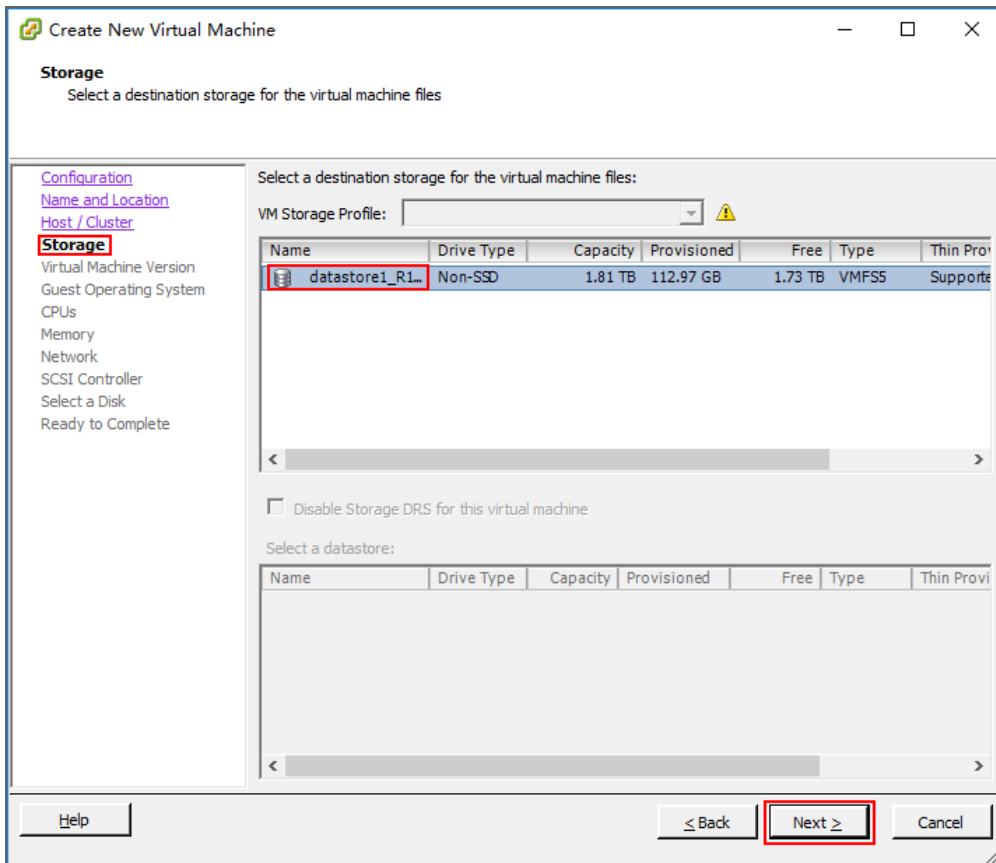 Create New Virtual Machine
Storage
Select a destination storage for the virtual machine files
Configuration
Name and Location
Host / Cluster
Storage
Virtual Machine Version
Guest Operating System
CPUs
Memory
Network
SCSI Controller
Select a Disk
Ready to Complete
Select a destination storage for the virtual machine files:
VM Storage Profile:
Name Drive Type Capacity Provisioned Free Type Thin Prov
datastore1_R1... Non-SSD 1.81 TB 112.97 GB 1.73 TB VMFS5 Supporte
Disable Storage DRS for this virtual machine
Select a datastore:
Name Drive Type Capacity Provisioned Free Type Thin Provi
Help
< Back
Next >
Cancel